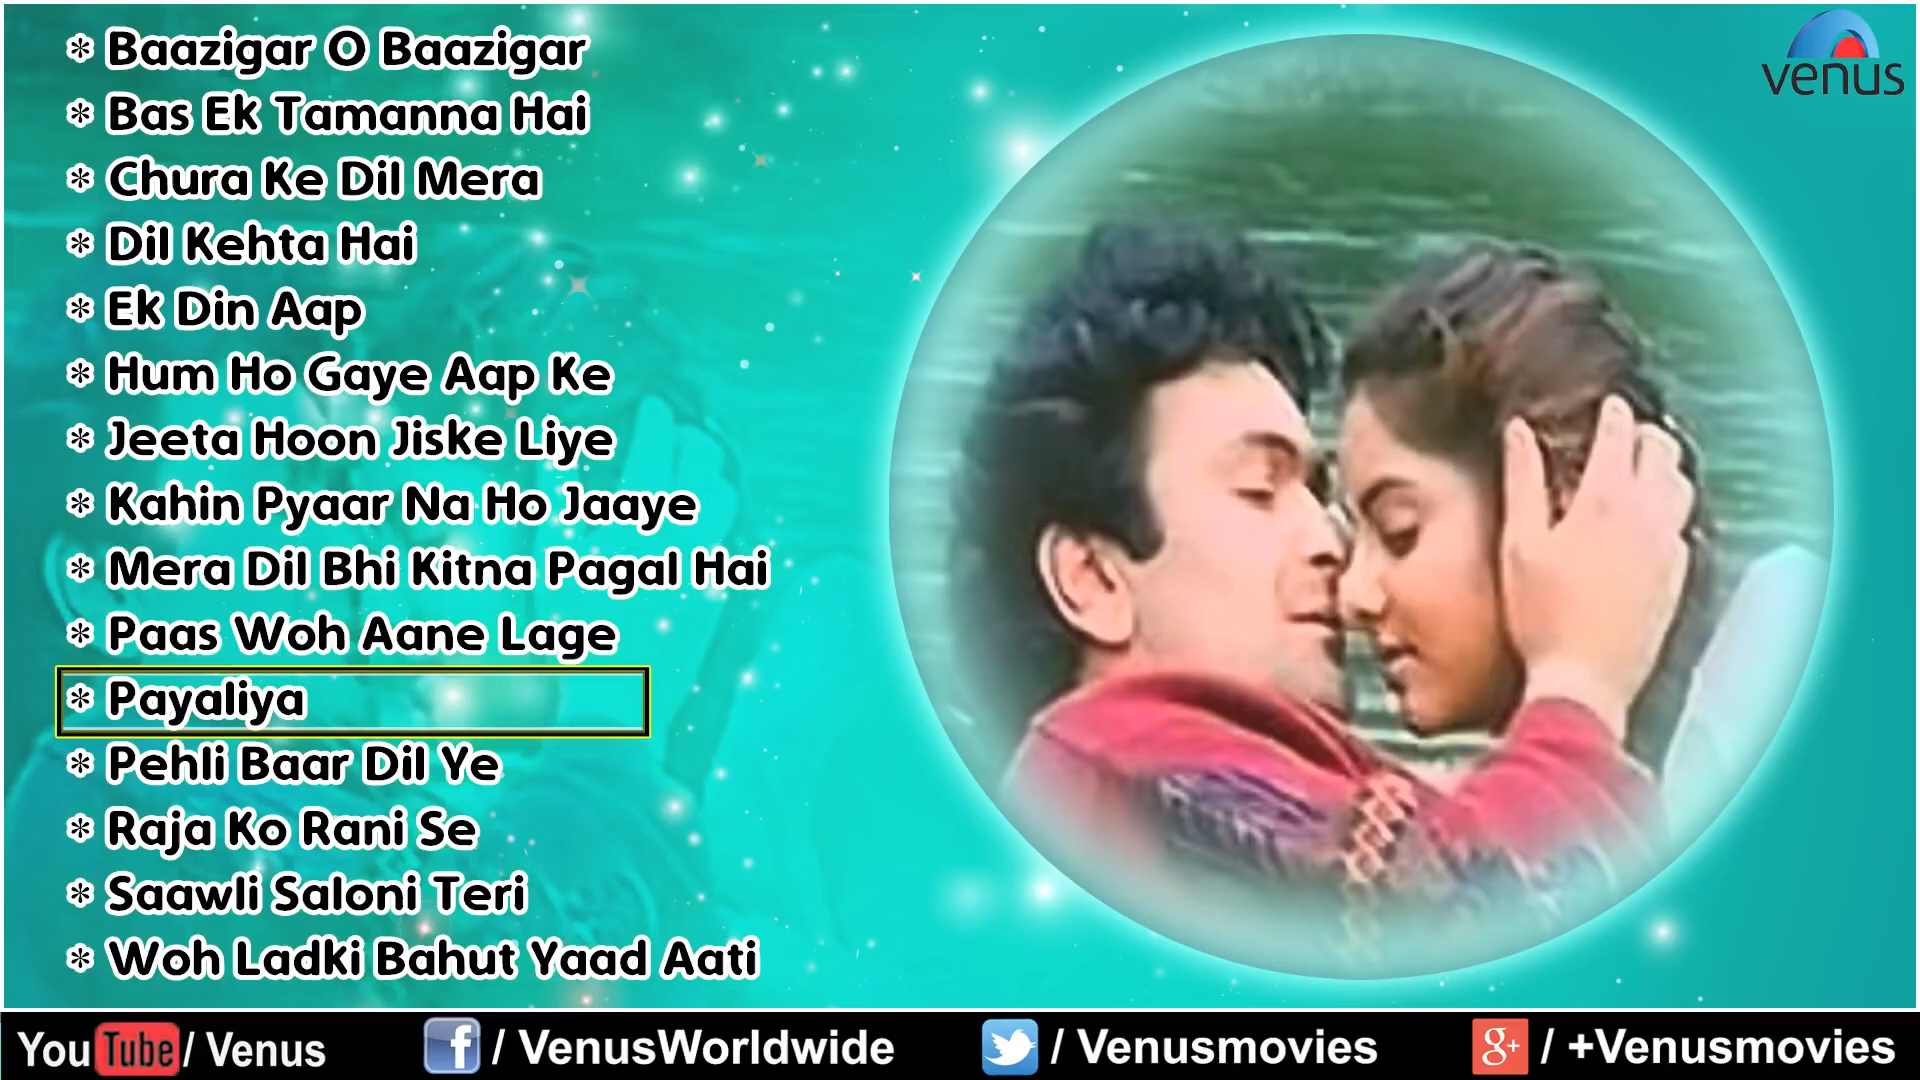 * Baazigar O Baazigar
* Bas Ek Tamanna Hai
* Chura Ke Dil Mera
* Dil Kehta Hai
* Ek Din Aap
* Hum Ho Gaye Aap Ke
* Jeeta Hoon Jiske Liye
* Kahin Pyaar Na Ho Jaaye
* Mera Dil Bhi Kitna Pagal Hai
* Paas Woh Aane Lage
* Payaliya
* Pehli Baar Dil Ye
* Raja Ko Rani Se
* Saawli Saloni Teri
* Woh Ladki Bahut Yaad Aati
venus
You Tube / Venus
f / VenusWorldwide
/ Venusmovies
g+ / +Venusmovies